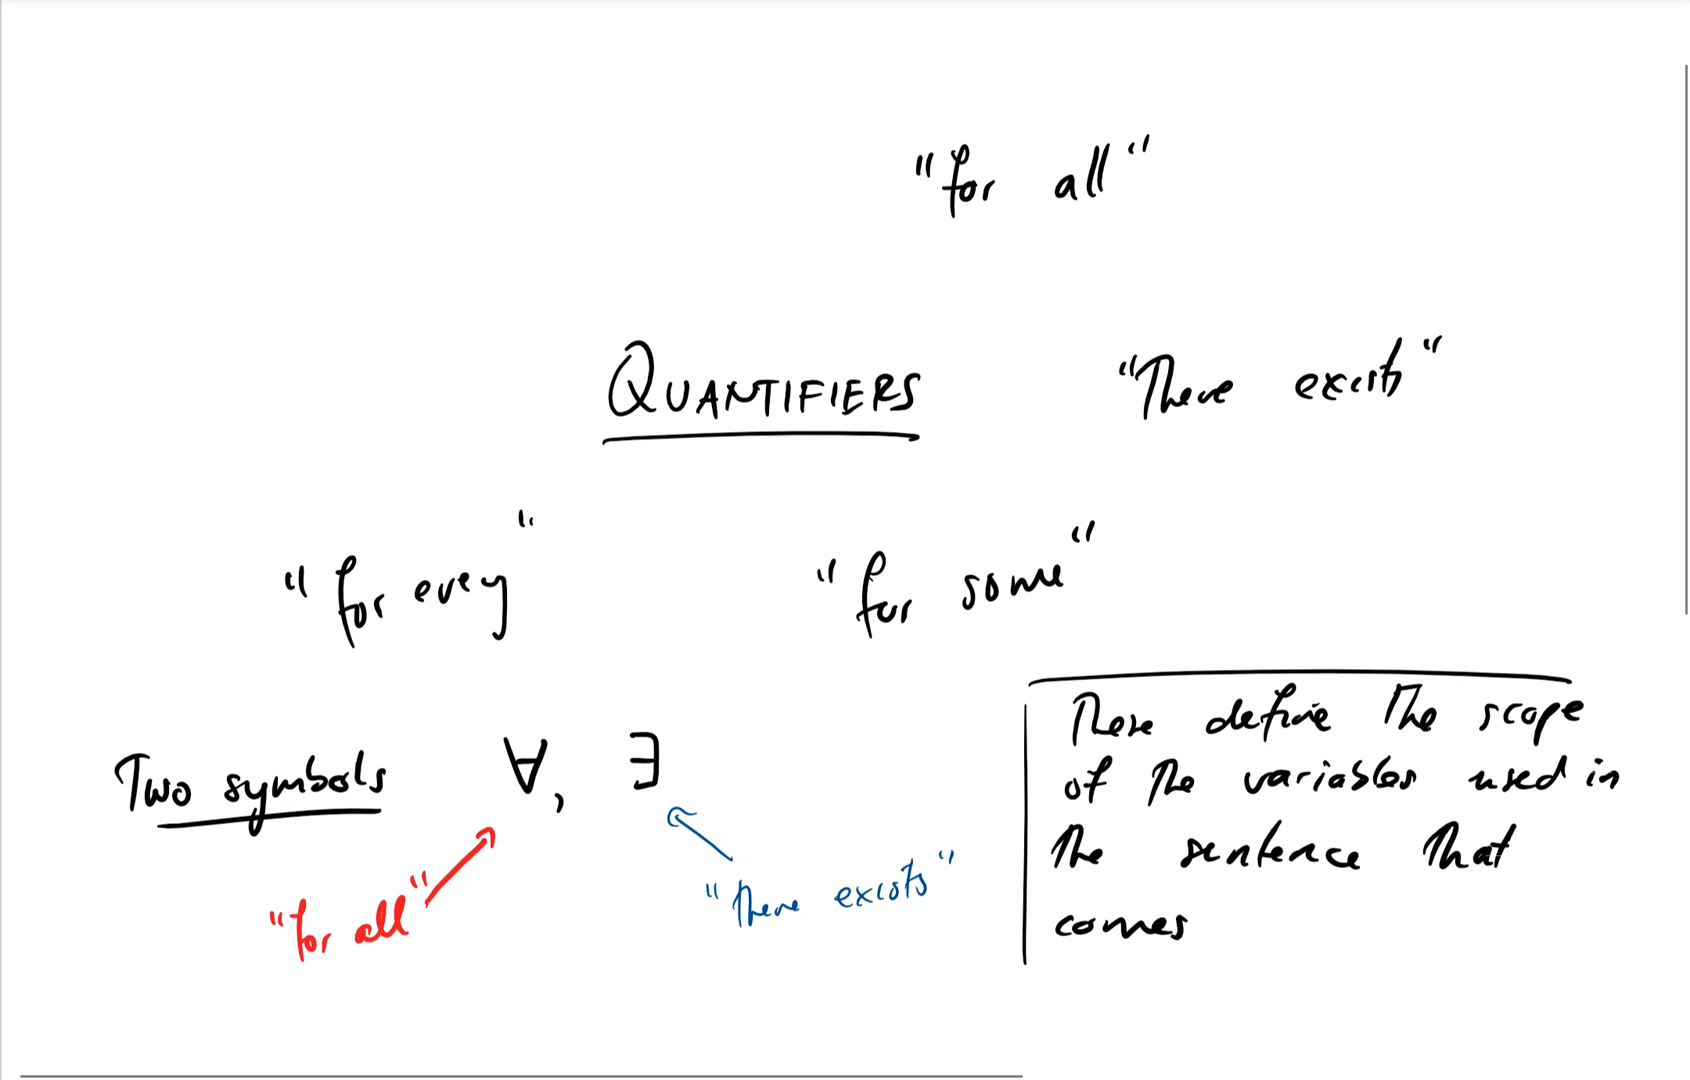 "for all"
QUANTIFIERS
"There exists"
"for every"
"for some"
Two symbols ∀, ∃
"for all"
"there exists"
These define the scope
of the variables used in
the sentence that
comes